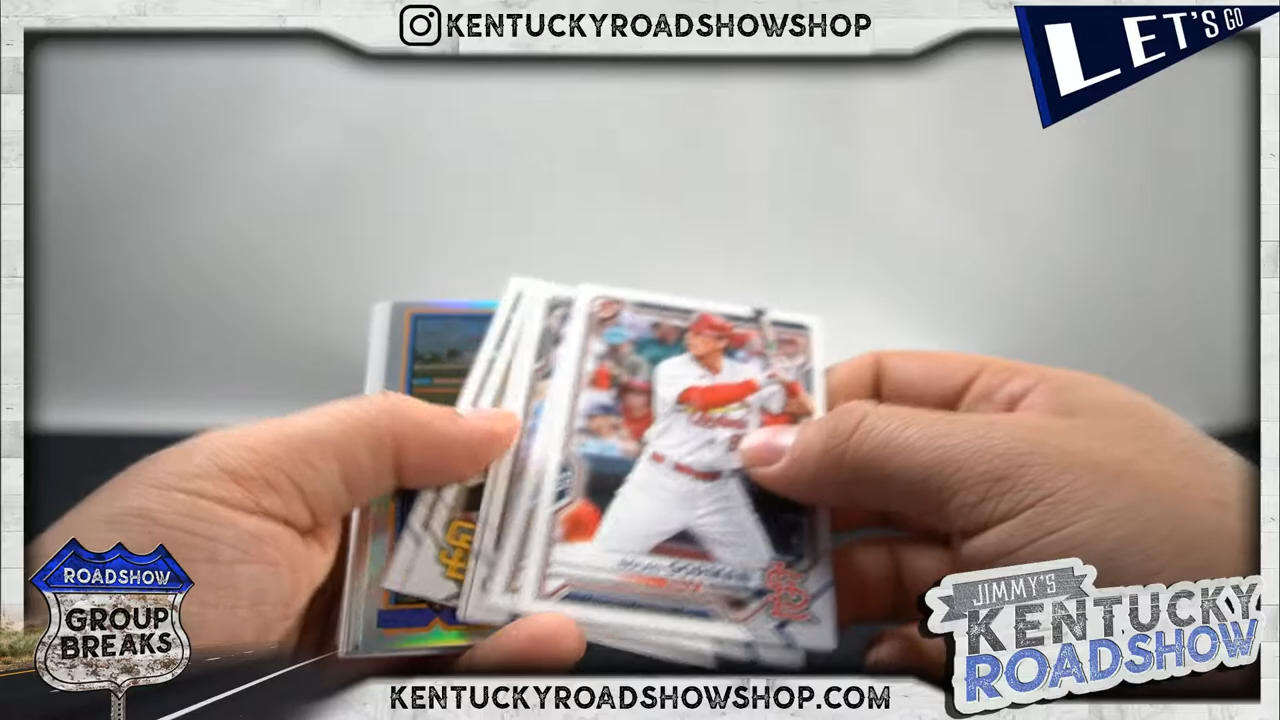 KENTUCKYROADSHOWSHOP
LET'S GO
ROADSHOW
GROUP
BREAKS
JIMMY'S
KENTUCKY
ROADSHOW
KENTUCKYROADSHOWSHOP.COM